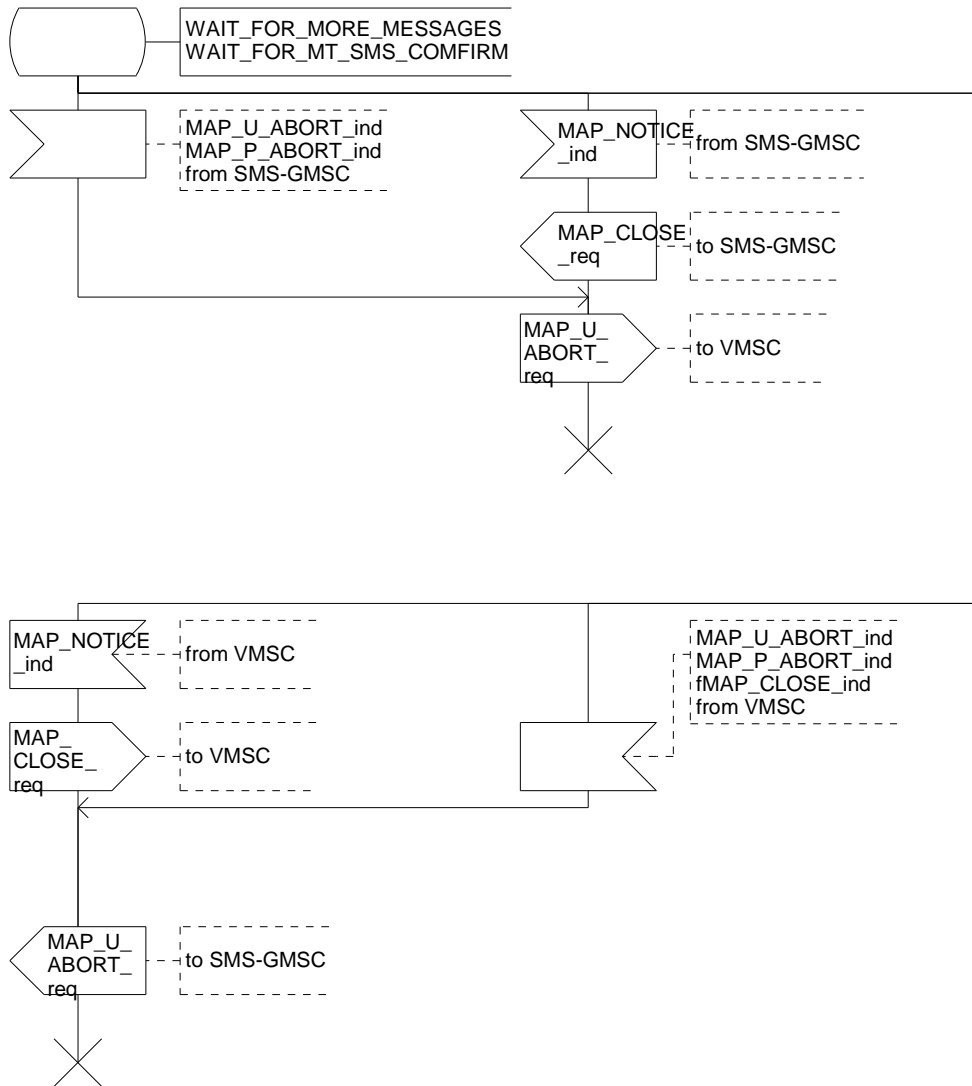 WAIT_FOR_MORE_MESSAGES
WAIT_FOR_MT_SMS_COMFIRM
MAP_U_ABORT_ind
MAP_P_ABORT_ind
from SMS-GMSC
MAP_NOTICE
_ind
from SMS-GMSC
MAP_CLOSE
_req
to SMS-GMSC
MAP_U_
ABORT_
req
to VMSC
MAP_NOTICE
_ind
from VMSC
MAP_U_ABORT_ind
MAP_P_ABORT_ind
fMAP_CLOSE_ind
from VMSC
MAP_
CLOSE_
req
to VMSC
MAP_U_
ABORT_
req
to SMS-GMSC